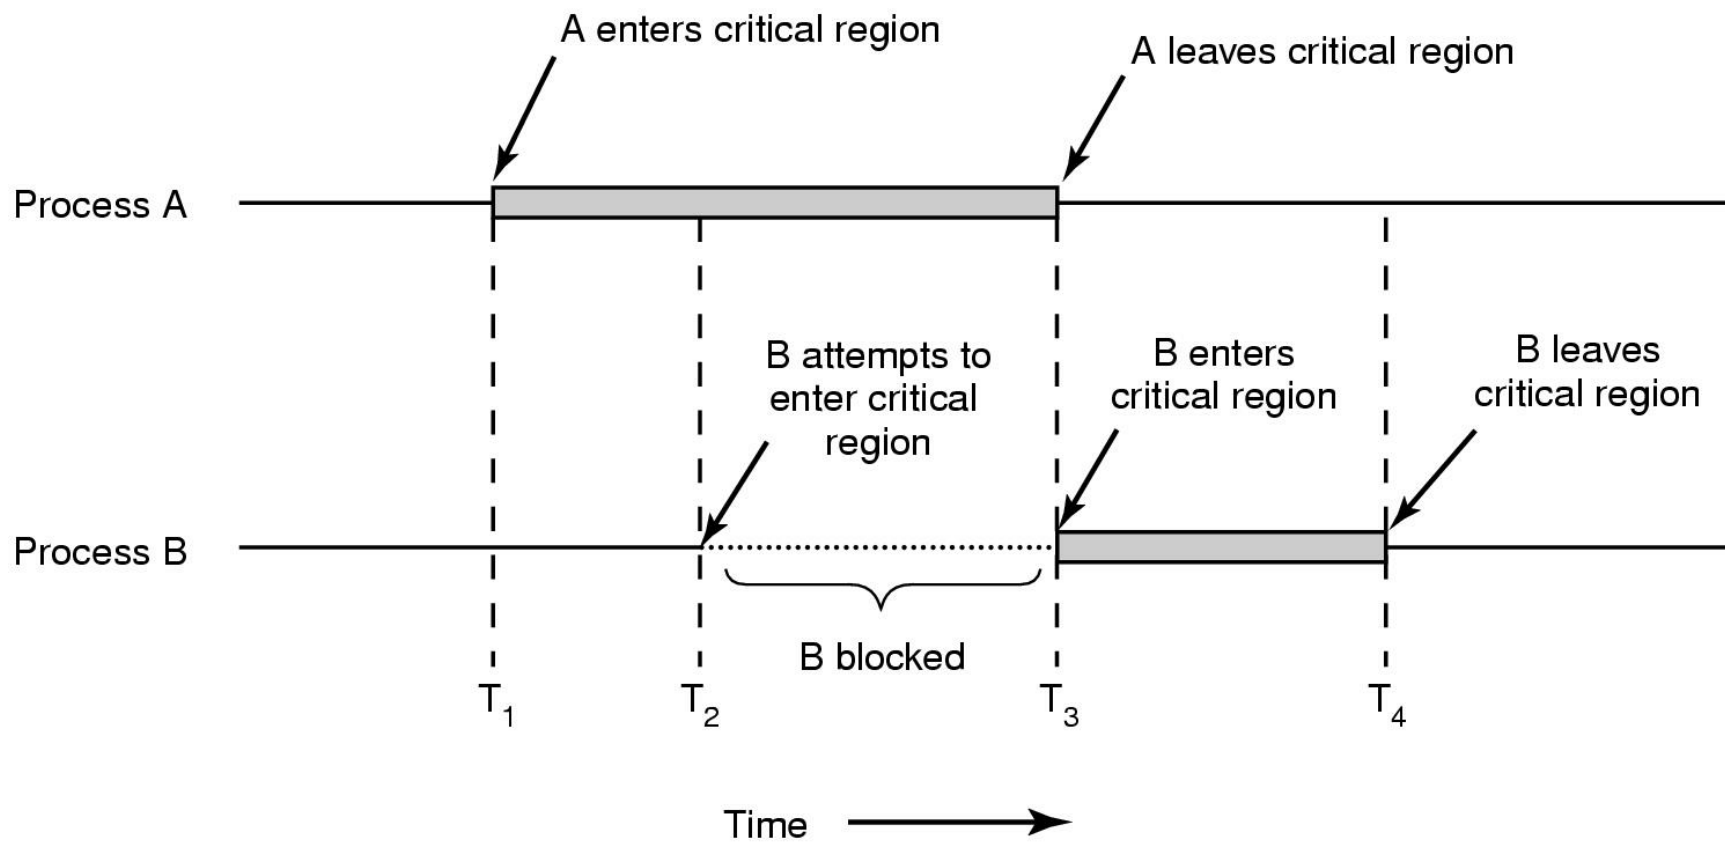 A enters critical region
A leaves critical region
Process A
B attempts to
enter critical
region
B enters
critical region
B leaves
critical region
Process B
B blocked
T1
T2
T3
T4
Time